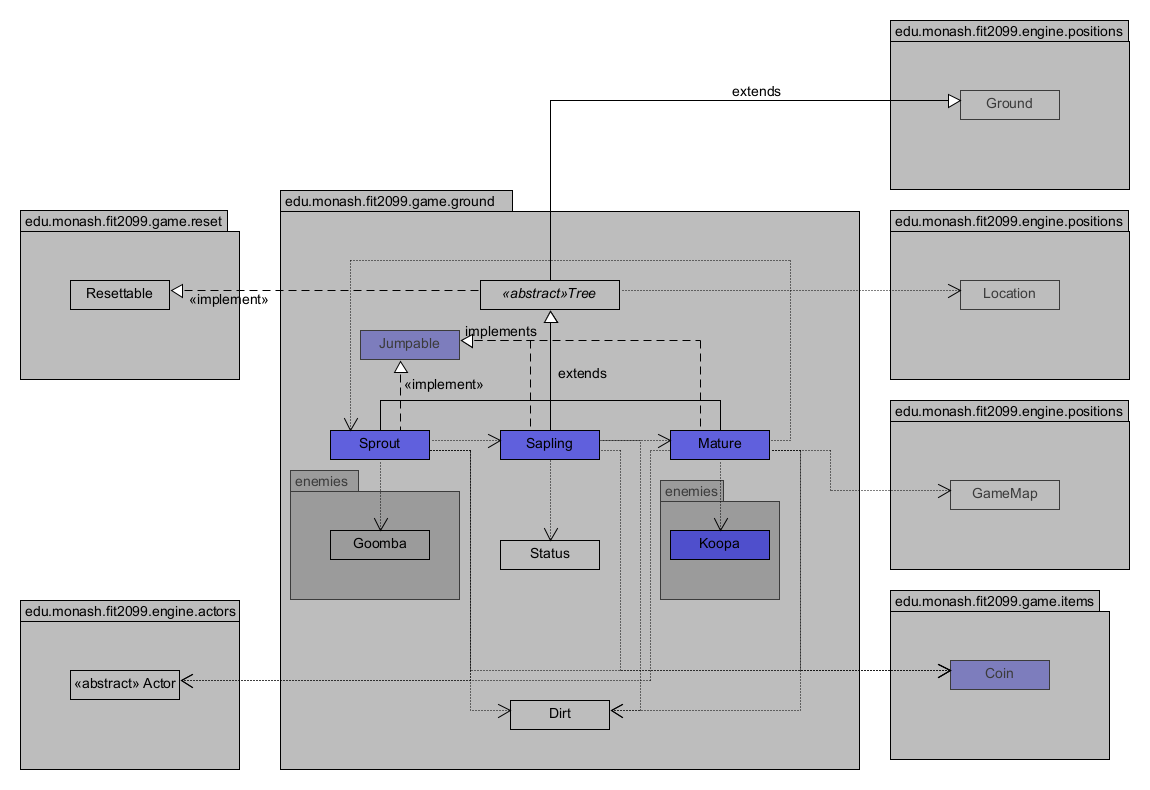 edu.monash.fit2099.engine.positions
extends
Ground
edu.monash.fit2099.game.reset
edu.monash.fit2099.game.ground
edu.monash.fit2099.engine.positions
Resettable
«implement»
«abstract»Tree
Location
Jumpable
implements
«implement»
extends
edu.monash.fit2099.engine.positions
Sprout
Sapling
Mature
enemies
enemies
GameMap
Goomba
Status
Koopa
edu.monash.fit2099.engine.actors
edu.monash.fit2099.game.items
«abstract» Actor
Coin
Dirt